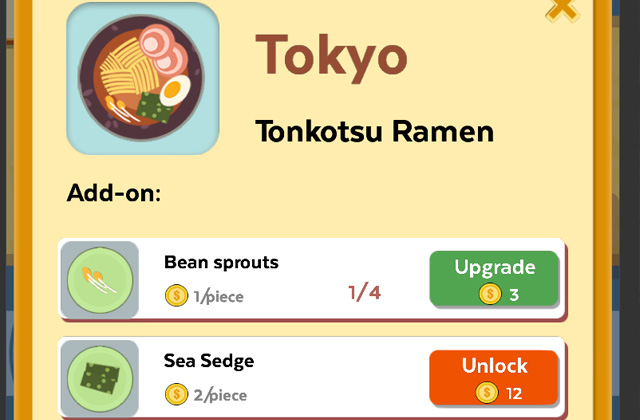 Tokyo
Tonkotsu Ramen
Add-on:
Bean sprouts
1/piece
1/4
Upgrade
3
Sea Sedge
2/piece
Unlock
12